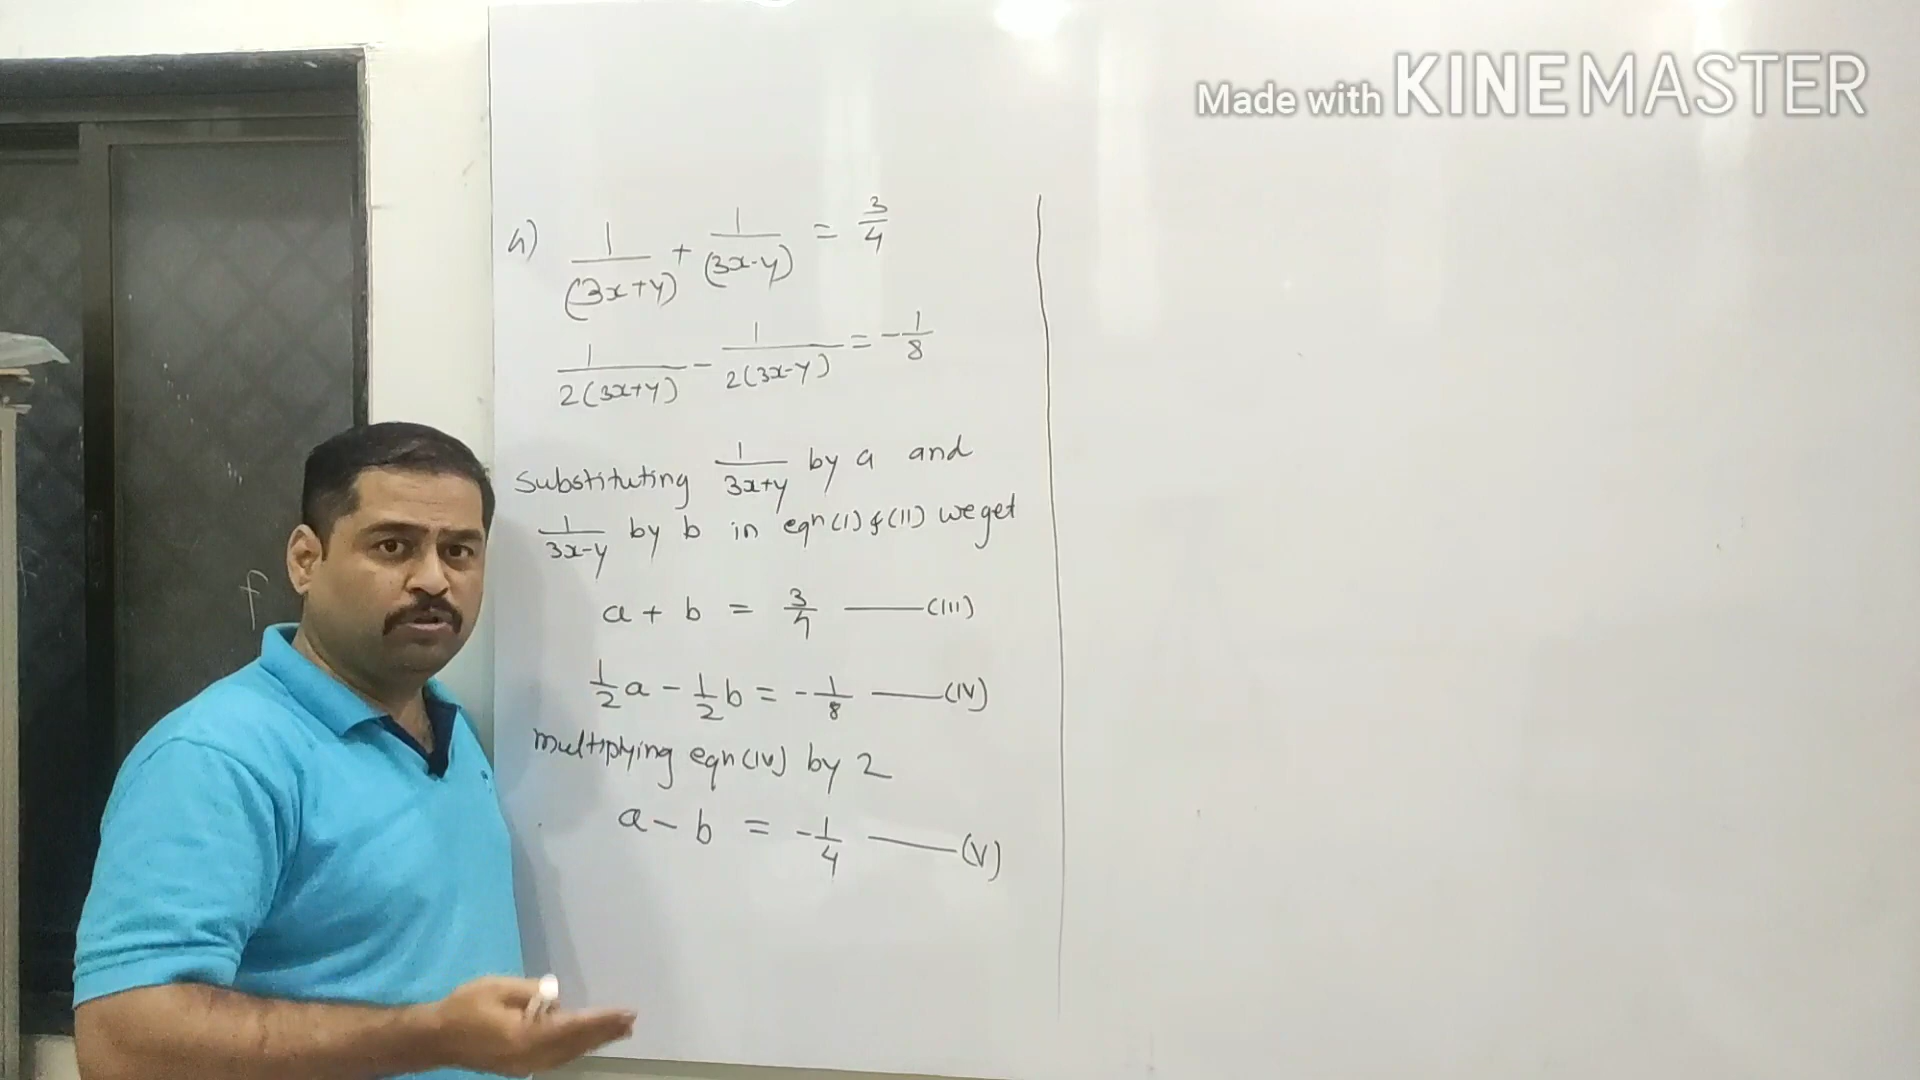 Made with KINEMASTER
4) 1/(3x+y) + 1/(3x-y) = 3/4
1/2(3x+y) - 1/2(3x-y) = -1/8
Substituting 1/3x+y by a and
1/3x-y by b in eqn (I) & (II) we get
a + b = 3/4 —— (III)
1/2 a - 1/2 b = -1/8 —— (IV)
Multiplying eqn (IV) by 2
a - b = -1/4 —— (V)